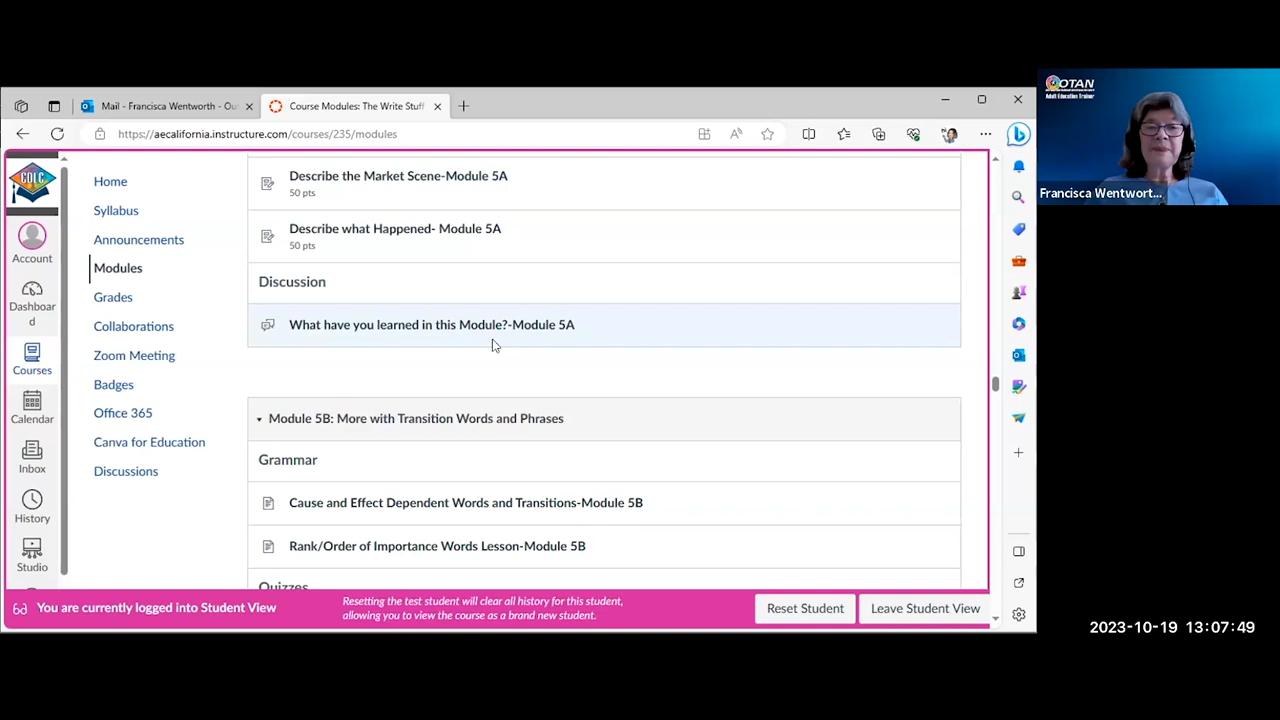 Mail - Francisca Wentworth - Ou
Course Modules: The Write Stuff
https://aecalifornia.instructure.com/courses/235/modules
CDLC
Account
Dashboar
d
Courses
Calendar
Inbox
History
Studio
Home
Syllabus
Announcements
Modules
Grades
Collaborations
Zoom Meeting
Badges
Office 365
Canva for Education
Discussions
Describe the Market Scene-Module 5A
50 pts
Describe what Happened- Module 5A
50 pts
Discussion
What have you learned in this Module?-Module 5A
Module 5B: More with Transition Words and Phrases
Grammar
Cause and Effect Dependent Words and Transitions-Module 5B
Rank/Order of Importance Words Lesson-Module 5B
Quizzes
You are currently logged into Student View
Resetting the test student will clear all history for this student,
allowing you to view the course as a brand new student.
Reset Student
Leave Student View
OTAN
Adult Education Trainer
Francisca Wentwort...
2023-10-19 13:07:49